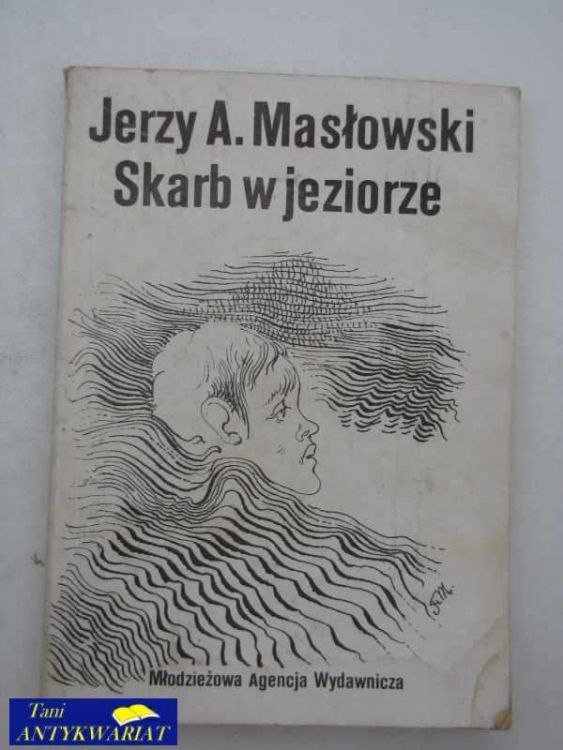 Jerzy A. Masłowski
Skarb w jeziorze
Młodzieżowa Agencja Wydawnicza
Tani
ANTYKWARIAT